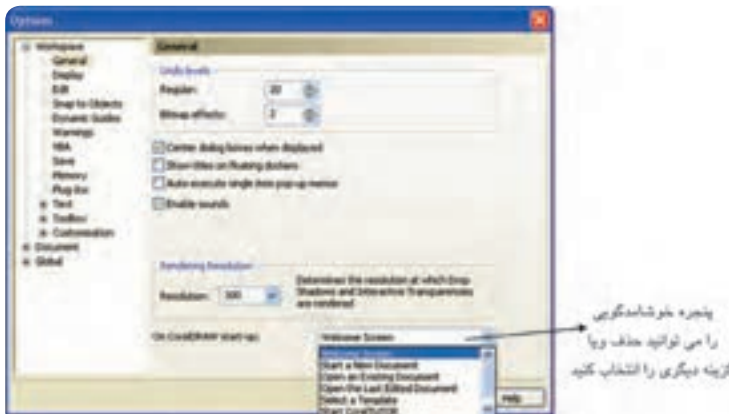 Options
Workspace
General
Display
Edit
Snap to Objects
Dynamic Guides
Warnings
VBA
Save
Memory
Plug-Ins
Text
Toolbox
Customization
Document
Global
General
Undo levels
Regular: 20
Bitmap effects: 2
Center dialog boxes when displayed
Show titles on floating dockers
Auto-execute single item pop-up menus
Enable sounds
Rendering Resolution
Resolution: 300
Determines the resolution at which Drop
Shadows and Interactive Transparencies
are rendered
On CorelDRAW start-up: Welcome Screen
Welcome Screen
Start a New Document
Open an Existing Document
Open the Last Edited Document
Select a Template
Start CorelTUTOR
Help
پنجره خوشامدگویی
را می توانید حذف ویا
گزینه دیگری را انتخاب کنید